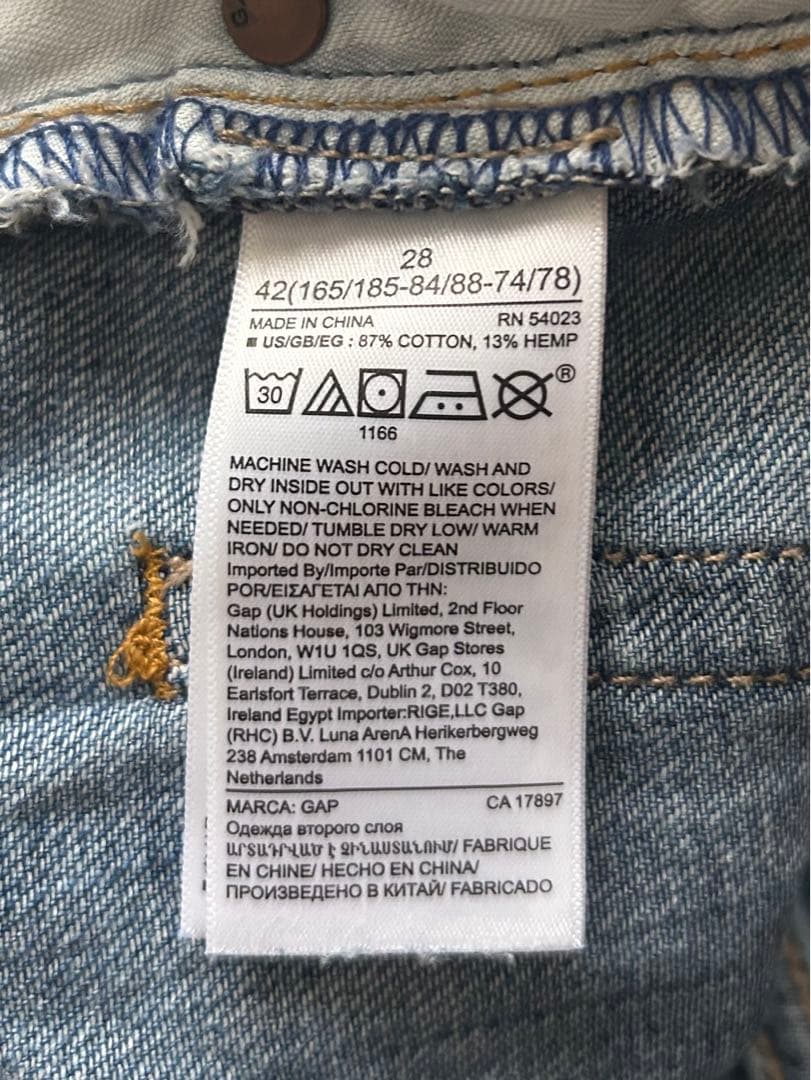 28
42(165/185-84/88-74/78)
MADE IN CHINA RN 54023
US/GB/EG : 87% COTTON, 13% HEMP
30 ®
1166
MACHINE WASH COLD/ WASH AND
DRY INSIDE OUT WITH LIKE COLORS/
ONLY NON-CHLORINE BLEACH WHEN
NEEDED/ TUMBLE DRY LOW/ WARM
IRON/ DO NOT DRY CLEAN
Imported By/Importe Par/DISTRIBUIDO
POR/ΕΙΣΑΓΕΤΑΙ ΑΠΟ ΤΗΝ:
Gap (UK Holdings) Limited, 2nd Floor
Nations House, 103 Wigmore Street,
London, W1U 1QS, UK Gap Stores
(Ireland) Limited c/o Arthur Cox, 10
Earlsfort Terrace, Dublin 2, D02 T380,
Ireland Egypt Importer:RIGE,LLC Gap
(RHC) B.V. Luna ArenA Herikerbergweg
238 Amsterdam 1101 CM, The
Netherlands
MARCA: GAP CA 17897
Одежда второго слоя
ԱՐՏԱԴՐՎԱԾ Է ՉԻՆԱՍՏԱՆՈՒՄ/ FABRIQUE
EN CHINE/ HECHO EN CHINA/
ПРОИЗВЕДЕНО В КИТАЙ/ FABRICADO